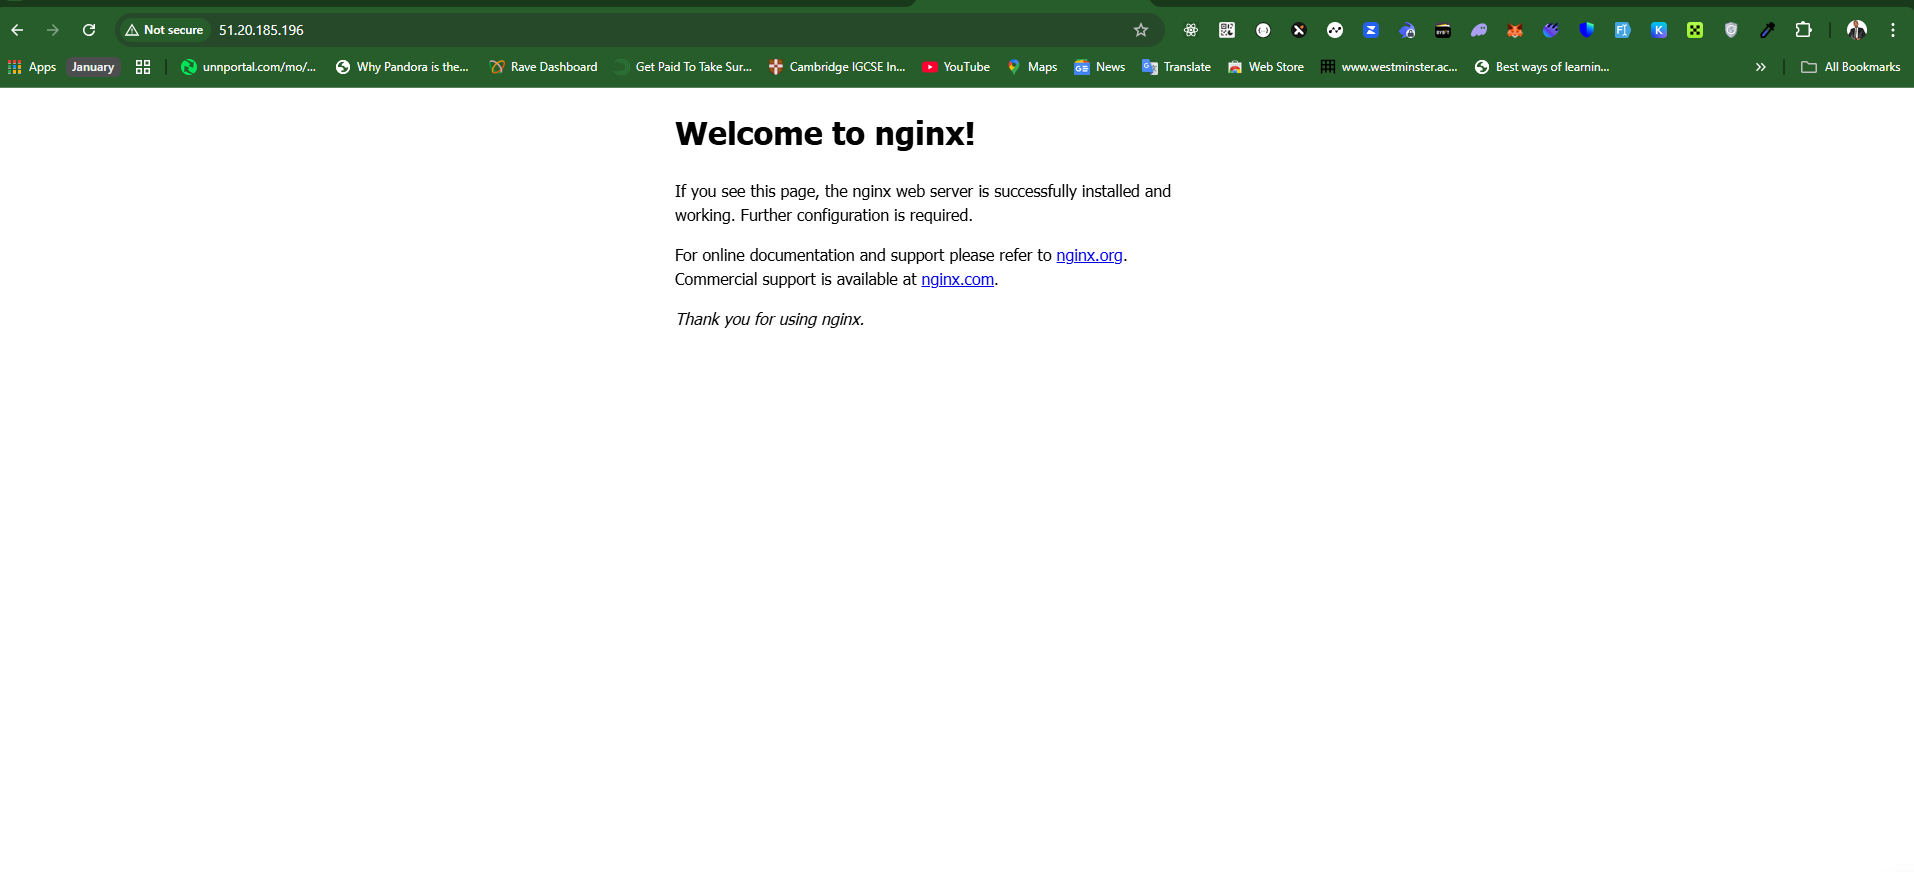 Not secure 51.20.185.196
Apps January unnportal.com/mo/... Why Pandora is the... Rave Dashboard Get Paid To Take Sur... Cambridge IGCSE In... YouTube Maps News Translate Web Store www.westminster.ac... Best ways of learnin... » All Bookmarks
Welcome to nginx!
If you see this page, the nginx web server is successfully installed and
working. Further configuration is required.
For online documentation and support please refer to nginx.org.
Commercial support is available at nginx.com.
Thank you for using nginx.